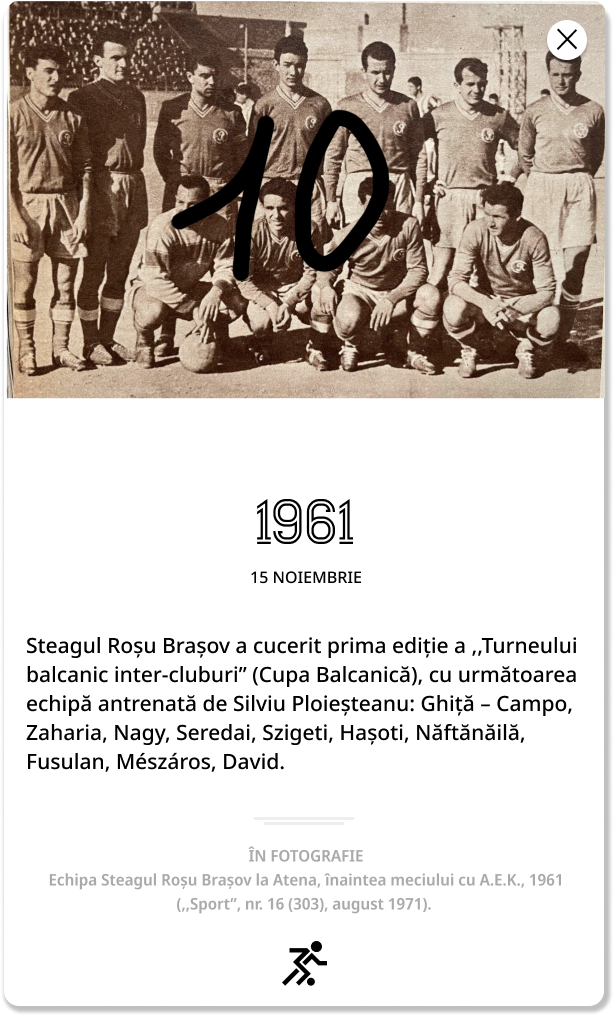 10
1961
15 NOIEMBRIE
Steagul Roșu Brașov a cucerit prima ediție a ,,Turneului
balcanic inter-cluburi” (Cupa Balcanică), cu următoarea
echipă antrenată de Silviu Ploieșteanu: Ghiță – Campo,
Zaharia, Nagy, Seredai, Szigeti, Hașoti, Năftănăilă,
Fusulan, Mészáros, David.
ÎN FOTOGRAFIE
Echipa Steagul Roșu Brașov la Atena, înaintea meciului cu A.E.K., 1961
(,,Sport”, nr. 16 (303), august 1971).